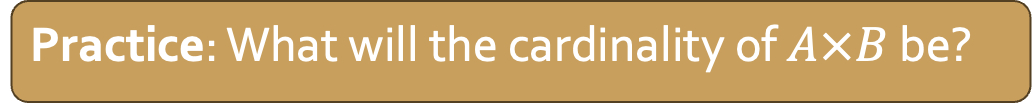 Practice: What will the cardinality of 𝐴×𝐵 be?